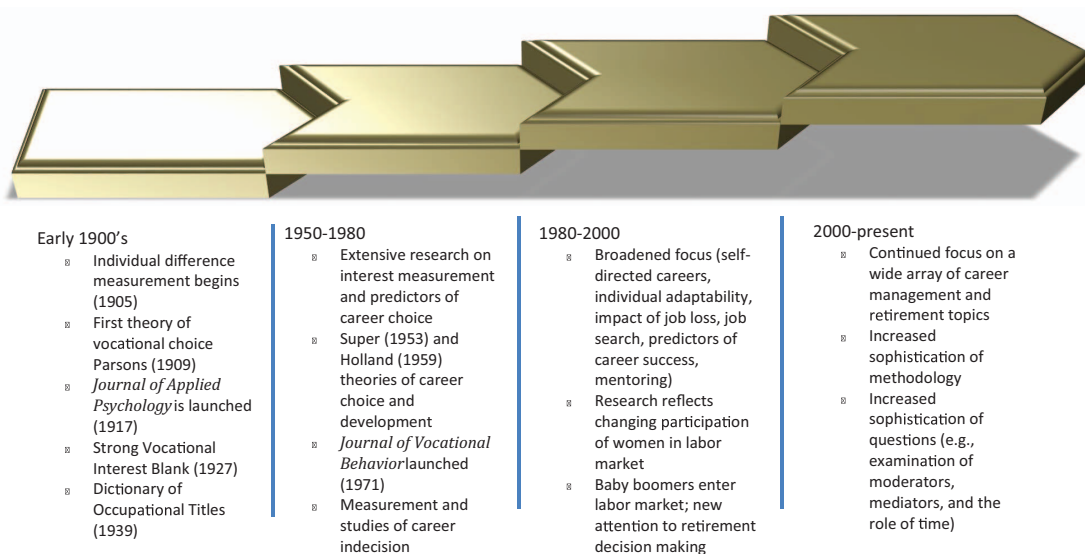 Early 1900's
Individual difference
measurement begins
(1905)
First theory of
vocational choice
Parsons (1909)
Journal of Applied
Psychology is launched
(1917)
Strong Vocational
Interest Blank (1927)
Dictionary of
Occupational Titles
(1939)
1950-1980
Extensive research on
interest measurement
and predictors of
career choice
Super (1953) and
Holland (1959)
theories of career
choice and
development
Journal of Vocational
Behavior launched
(1971)
Measurement and
studies of career
indecision
1980-2000
Broadened focus (self-
directed careers,
individual adaptability,
impact of job loss, job
search, predictors of
career success,
mentoring)
Research reflects
changing participation
of women in labor
market
Baby boomers enter
labor market; new
attention to retirement
decision making
2000-present
Continued focus on a
wide array of career
management and
retirement topics
Increased
sophistication of
methodology
Increased
sophistication of
questions (e.g.,
examination of
moderators,
mediators, and the
role of time)